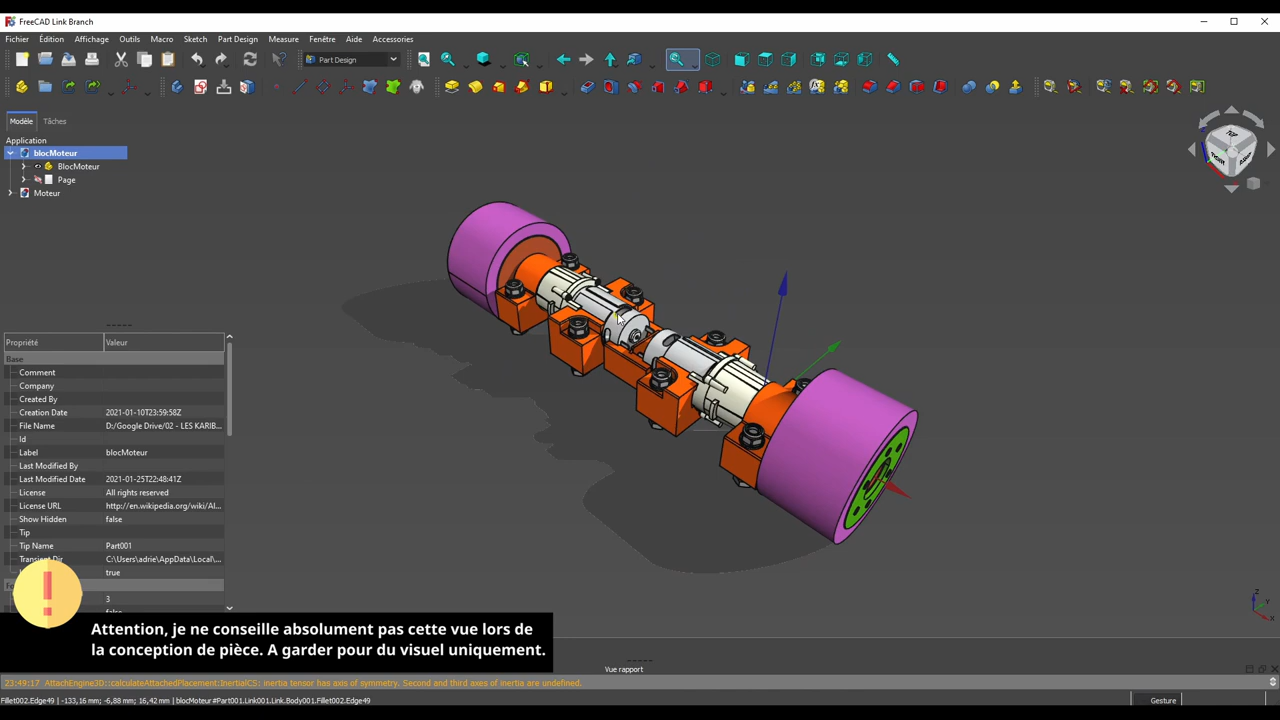 FreeCAD Link Branch
Fichier Édition Affichage Outils Macro Sketch Part Design Measure Fenêtre Aide Accessories
Part Design
Modèle Tâches
Application
blocMoteur
BlocMoteur
Page
Moteur
TOP
RIGHT
Propriété Valeur
Base
Comment
Company
Created By
Creation Date 2021-01-10T23:59:58Z
File Name D:/Google Drive/02 - LES KARIB...
Id
Label blocMoteur
Last Modified By
Last Modified Date 2021-01-25T22:48:41Z
License All rights reserved
License URL http://en.wikipedia.org/wiki/Al...
Show Hidden false
Tip
Tip Name Part001
Transient Dir C:\Users\adrie\AppData\Local\...
true
3
Attention, je ne conseille absolument pas cette vue lors de
la conception de pièce. A garder pour du visuel uniquement.
Vue rapport
23:49:17 AttachEngine3D::calculateAttachedPlacement:InertialCS: inertia tensor has axis of symmetry. Second and third axes of inertia are undefined.
Fillet002.Edge49 | -133,16 mm; -6,88 mm; 16,42 mm | blocMoteur#Part001.Link001.Link.Body001.Fillet002.Edge49
Gesture
Z
Y
X